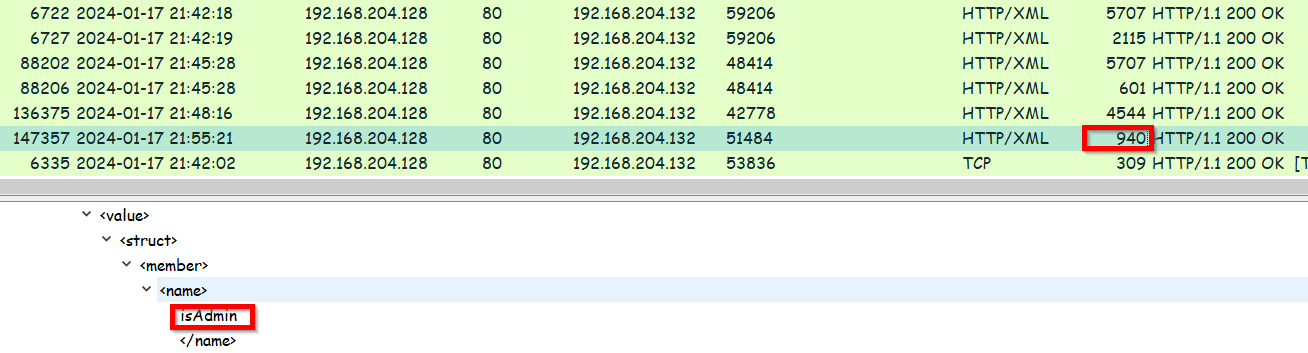 6722 2024-01-17 21:42:18 192.168.204.128 80 192.168.204.132 59206 HTTP/XML 5707 HTTP/1.1 200 OK
6727 2024-01-17 21:42:19 192.168.204.128 80 192.168.204.132 59206 HTTP/XML 2115 HTTP/1.1 200 OK
88202 2024-01-17 21:45:28 192.168.204.128 80 192.168.204.132 48414 HTTP/XML 5707 HTTP/1.1 200 OK
88206 2024-01-17 21:45:28 192.168.204.128 80 192.168.204.132 48414 HTTP/XML 601 HTTP/1.1 200 OK
136375 2024-01-17 21:48:16 192.168.204.128 80 192.168.204.132 42778 HTTP/XML 4544 HTTP/1.1 200 OK
147357 2024-01-17 21:55:21 192.168.204.128 80 192.168.204.132 51484 HTTP/XML 940 HTTP/1.1 200 OK
6335 2024-01-17 21:42:02 192.168.204.128 80 192.168.204.132 53836 TCP 309 HTTP/1.1 200 OK [T
<value>
<struct>
<member>
<name>
isAdmin
</name>